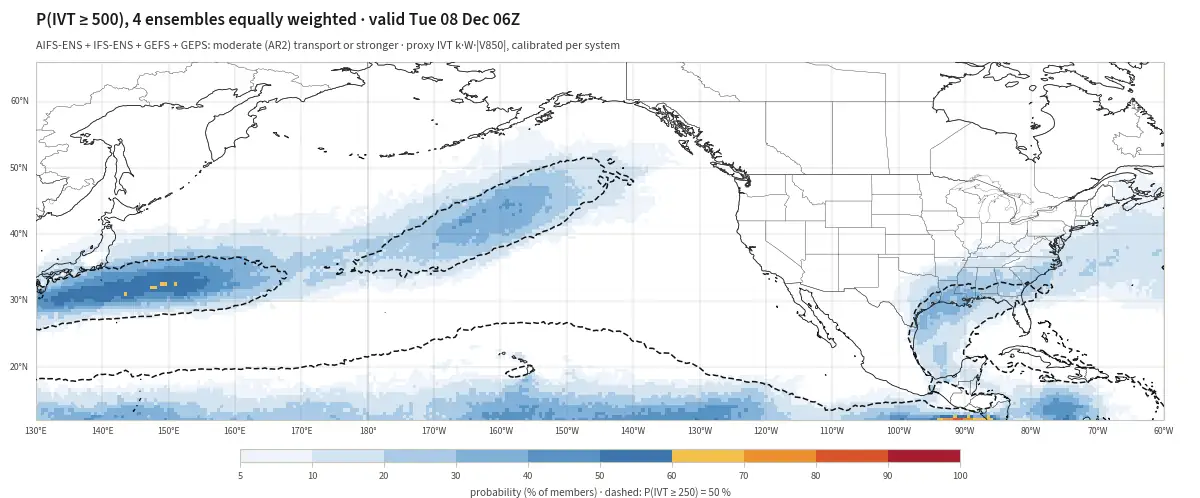 P(IVT ≥ 500), 4 ensembles equally weighted · valid Tue 08 Dec 06Z
AIFS-ENS + IFS-ENS + GEFS + GEPS: moderate (AR2) transport or stronger · proxy IVT k·W·|V850|, calibrated per system
60°N
50°N
40°N
30°N
20°N
130°E 140°E 150°E 160°E 170°E 180° 170°W 160°W 150°W 140°W 130°W 120°W 110°W 100°W 90°W 80°W 70°W 60°W
5 10 20 30 40 50 60 70 80 90 100
probability (% of members) · dashed: P(IVT ≥ 250) = 50 %